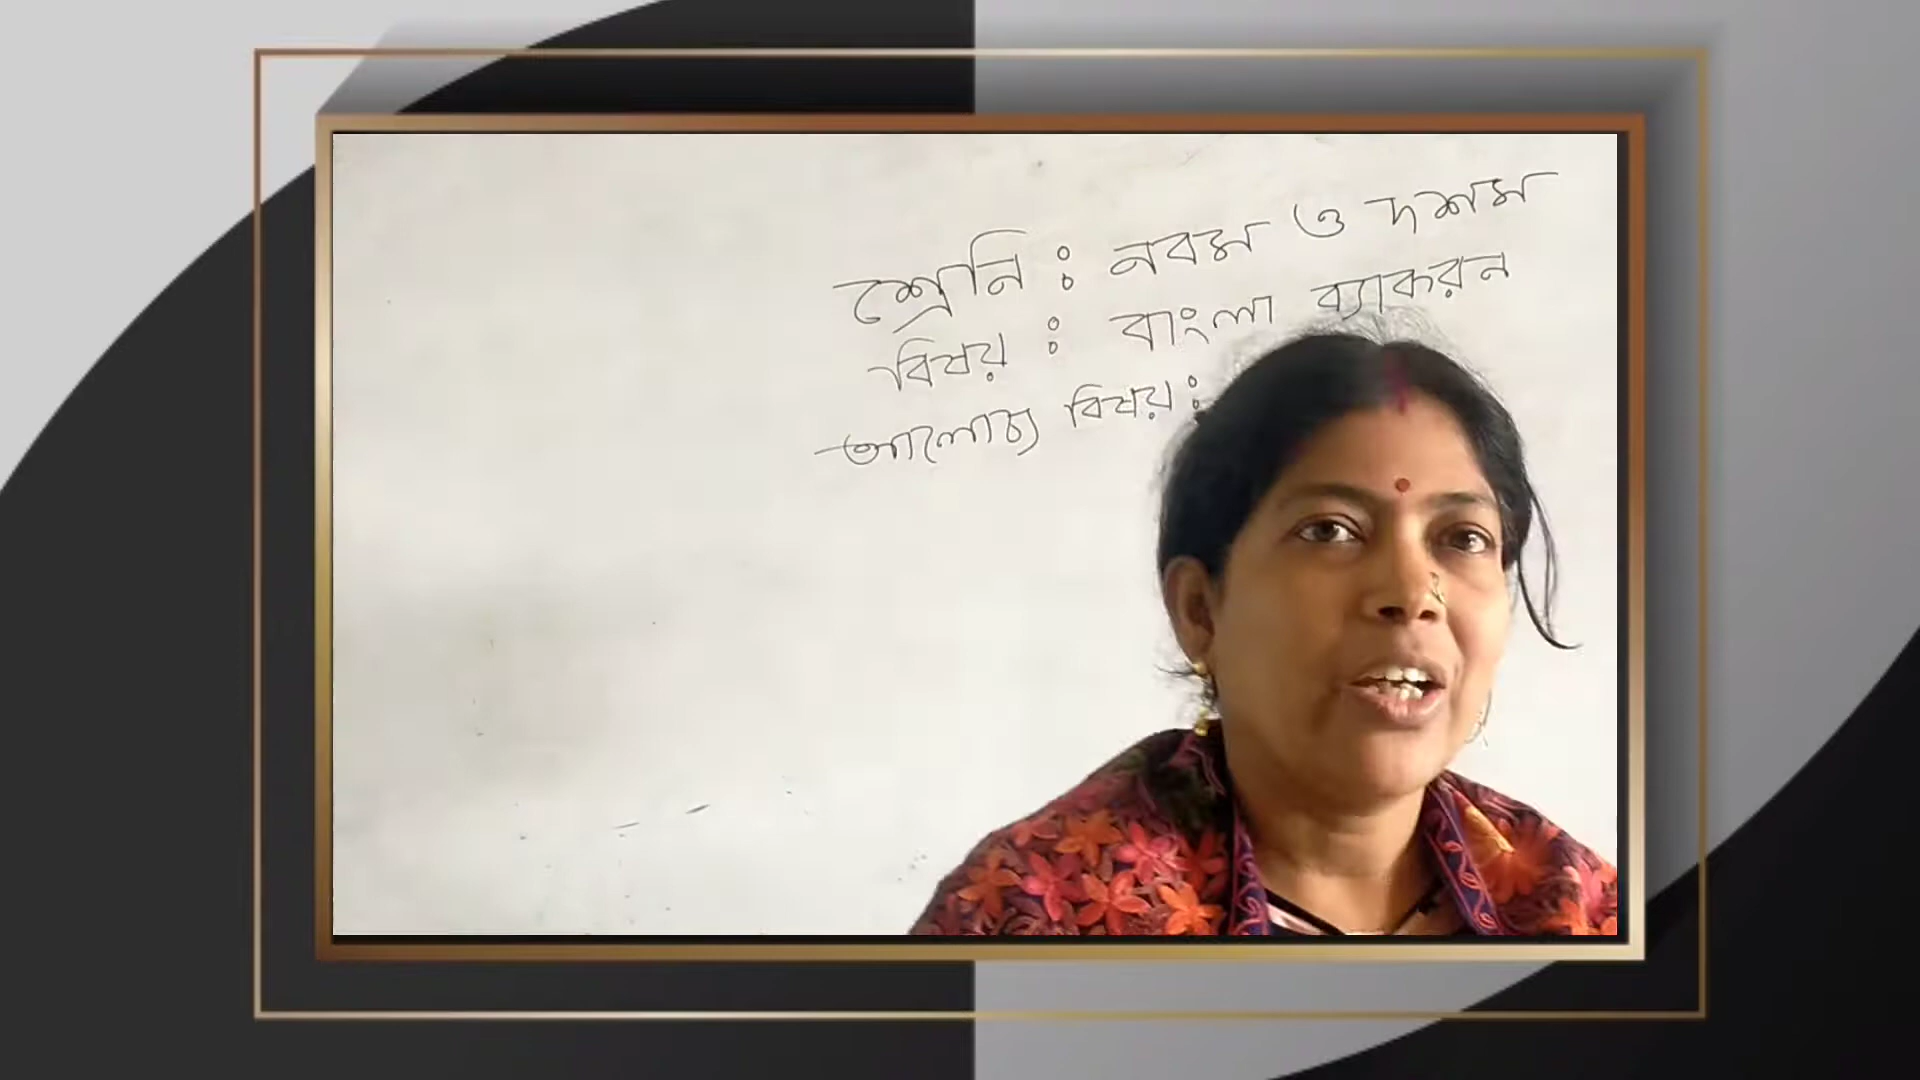 শ্রেনি : নবম ও দশম
বিষয় : বাংলা ব্যাকরন
আলোচ্য বিষয় :